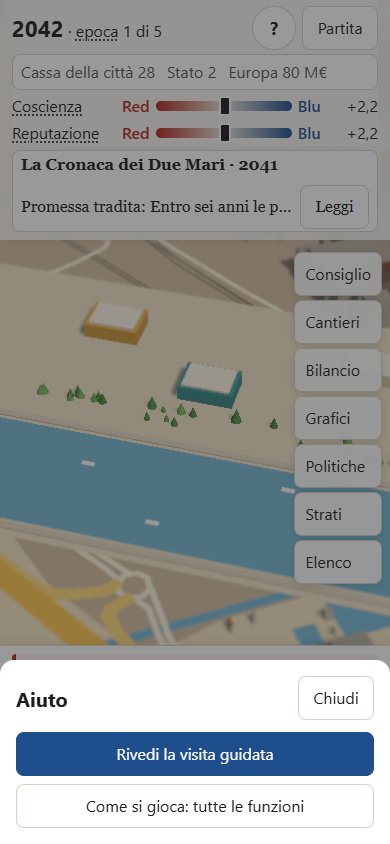 2042 · epoca 1 di 5
?
Partita
Cassa della città 28 Stato 2 Europa 80 M€
Coscienza Red Blu +2,2
Reputazione Red Blu +2,2
La Cronaca dei Due Mari · 2041
Promessa tradita: Entro sei anni le p...
Leggi
Consiglio
Cantieri
Bilancio
Grafici
Politiche
Strati
Elenco
Aiuto
Chiudi
Rivedi la visita guidata
Come si gioca: tutte le funzioni